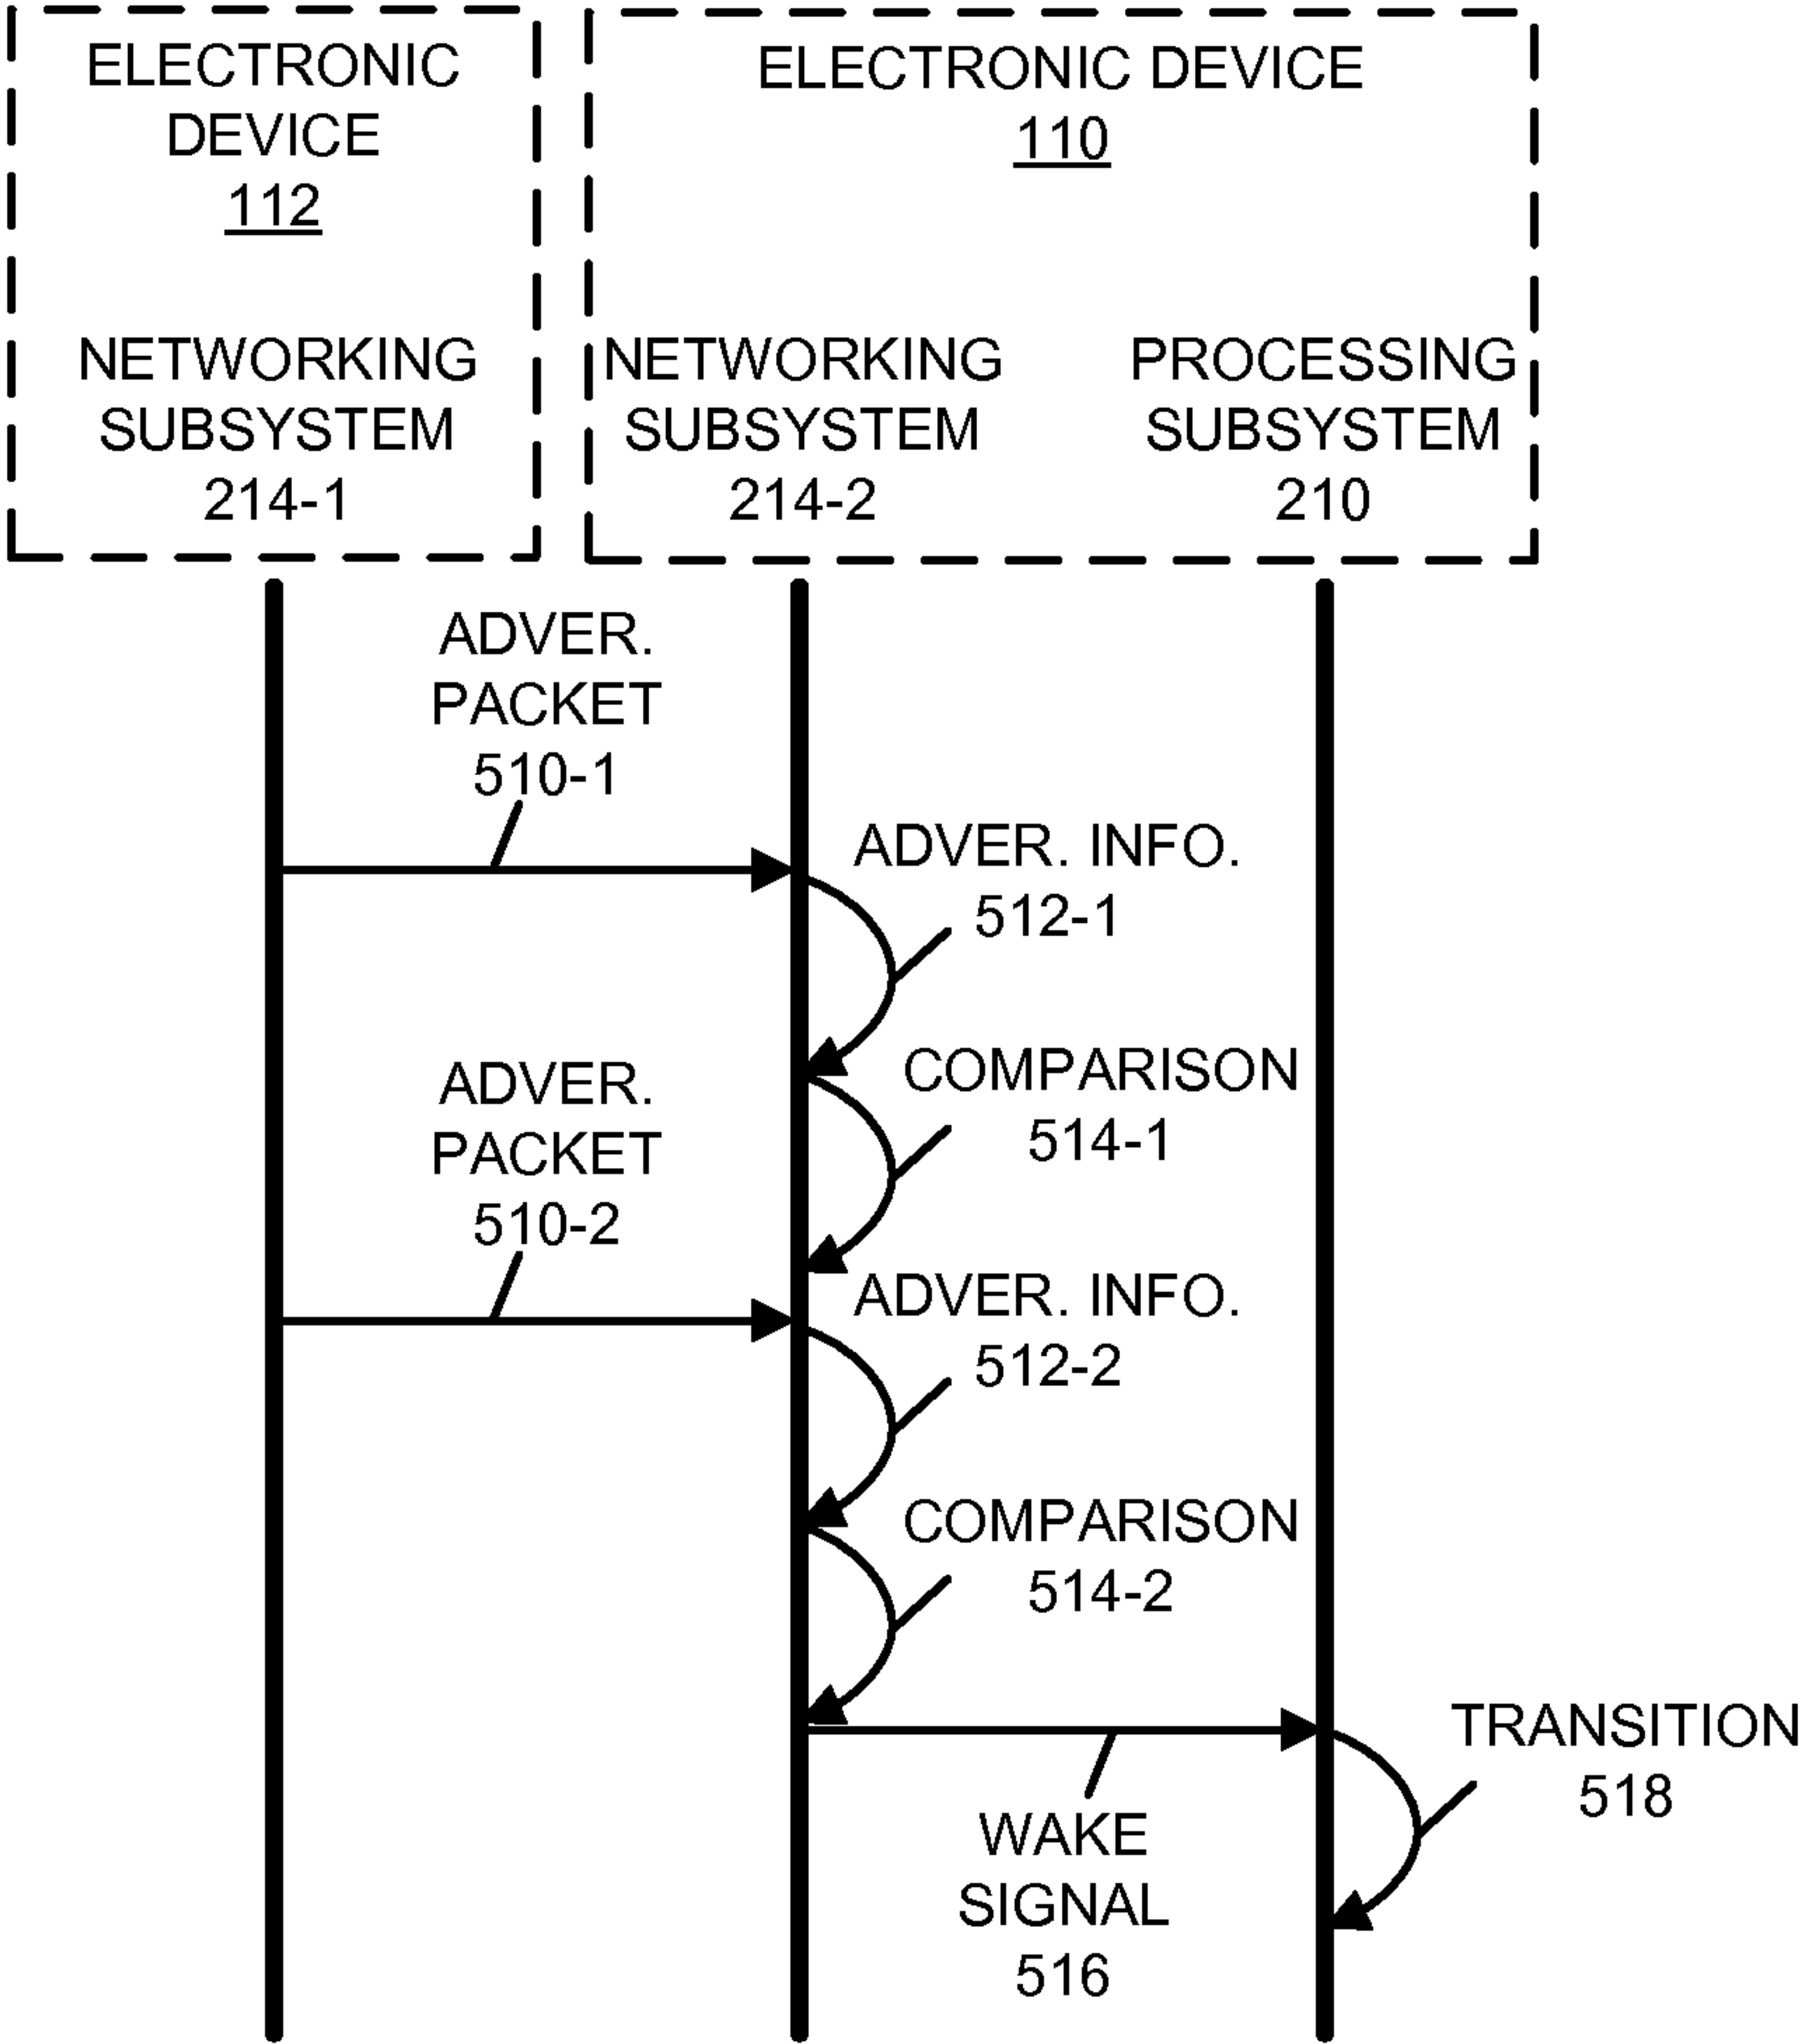 ELECTRONIC
DEVICE
112
NETWORKING
SUBSYSTEM
214-1
ELECTRONIC DEVICE
110
NETWORKING
SUBSYSTEM
214-2
PROCESSING
SUBSYSTEM
210
ADVER.
PACKET
510-1
ADVER. INFO.
512-1
COMPARISON
514-1
ADVER.
PACKET
510-2
ADVER. INFO.
512-2
COMPARISON
514-2
WAKE
SIGNAL
516
TRANSITION
518